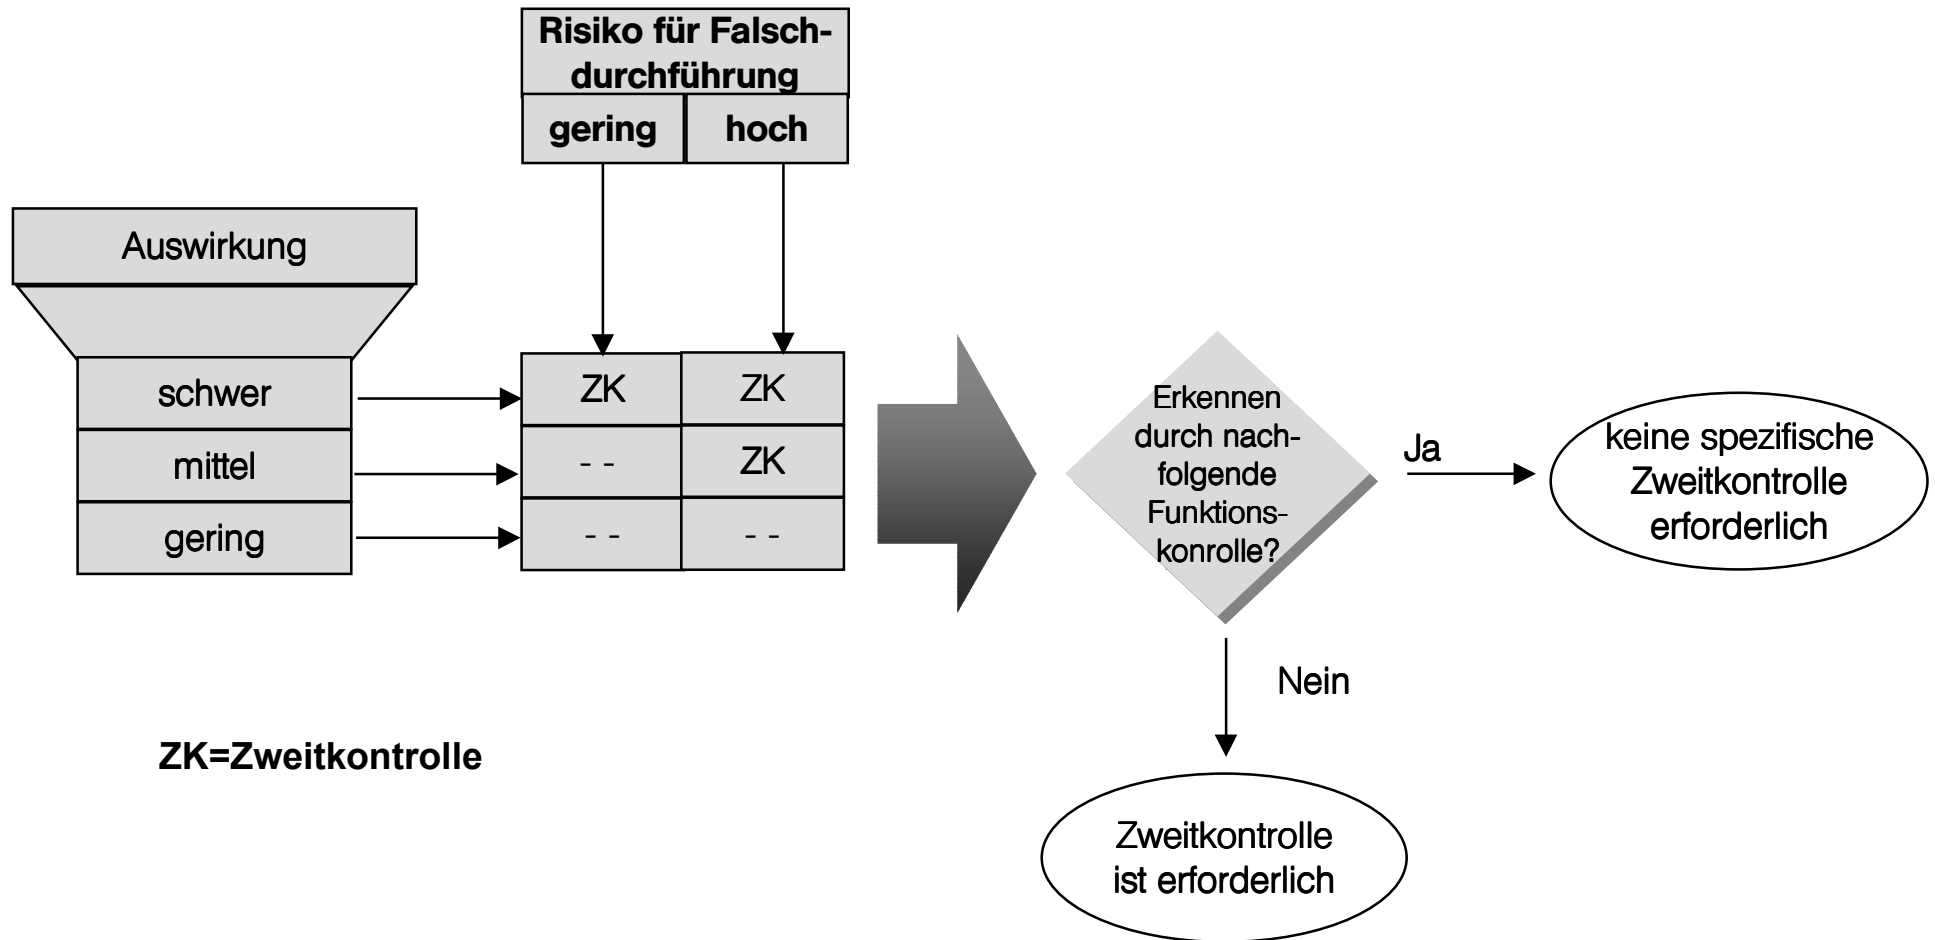 Risiko für Falsch-
durchführung
gering hoch
Auswirkung
schwer ZK ZK
mittel - - ZK
gering - - - -
Erkennen
durch nach-
folgende
Funktions-
konrolle?
Ja
keine spezifische
Zweitkontrolle
erforderlich
Nein
Zweitkontrolle
ist erforderlich
ZK=Zweitkontrolle